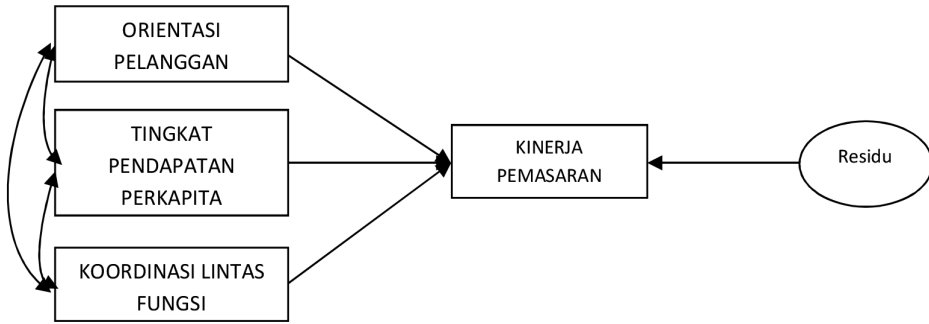 ORIENTASI
PELANGGAN
TINGKAT
PENDAPATAN
PERKAPITA
KOORDINASI LINTAS
FUNGSI
KINERJA
PEMASARAN
Residu